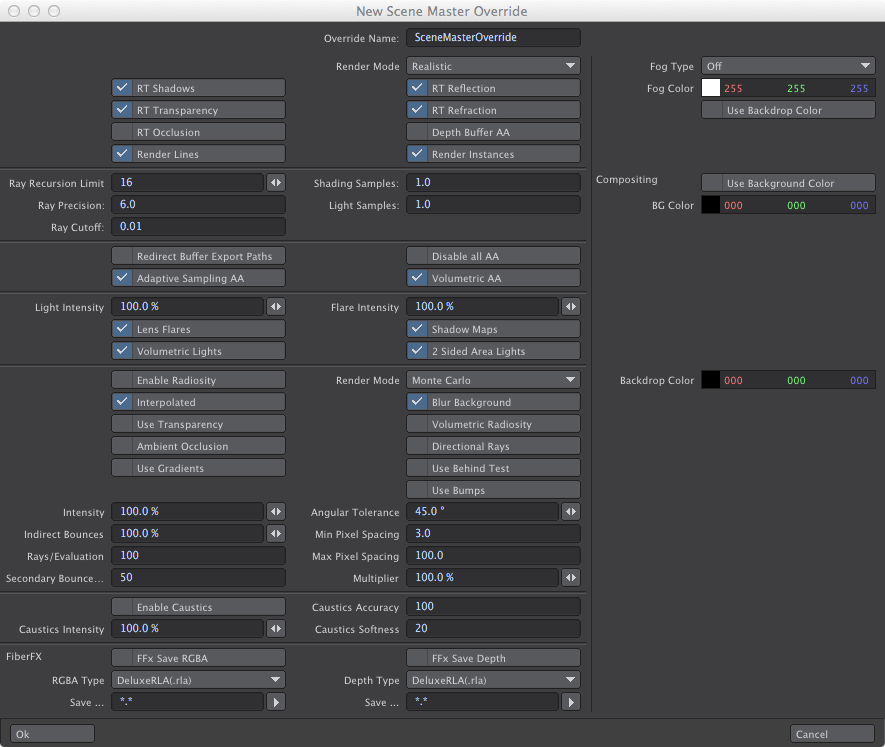 New Scene Master Override
Override Name: SceneMasterOverride
Render Mode Realistic Fog Type Off
RT Shadows RT Reflection Fog Color 255 255 255
RT Transparency RT Refraction Use Backdrop Color
RT Occlusion Depth Buffer AA
Render Lines Render Instances
Ray Recursion Limit 16 Shading Samples: 1.0 Compositing Use Background Color
Ray Precision: 6.0 Light Samples: 1.0 BG Color 000 000 000
Ray Cutoff: 0.01
Redirect Buffer Export Paths Disable all AA
Adaptive Sampling AA Volumetric AA
Light Intensity 100.0 % Flare Intensity 100.0 %
Lens Flares Shadow Maps
Volumetric Lights 2 Sided Area Lights
Enable Radiosity Render Mode Monte Carlo Backdrop Color 000 000 000
Interpolated Blur Background
Use Transparency Volumetric Radiosity
Ambient Occlusion Directional Rays
Use Gradients Use Behind Test
Use Bumps
Intensity 100.0 % Angular Tolerance 45.0 °
Indirect Bounces 100.0 % Min Pixel Spacing 3.0
Rays/Evaluation 100 Max Pixel Spacing 100.0
Secondary Bounce... 50 Multiplier 100.0 %
Enable Caustics Caustics Accuracy 100
Caustics Intensity 100.0 % Caustics Softness 20
FiberFX FFx Save RGBA FFx Save Depth
RGBA Type DeluxeRLA(.rla) Depth Type DeluxeRLA(.rla)
Save ... *.* Save ... *.*
Ok Cancel